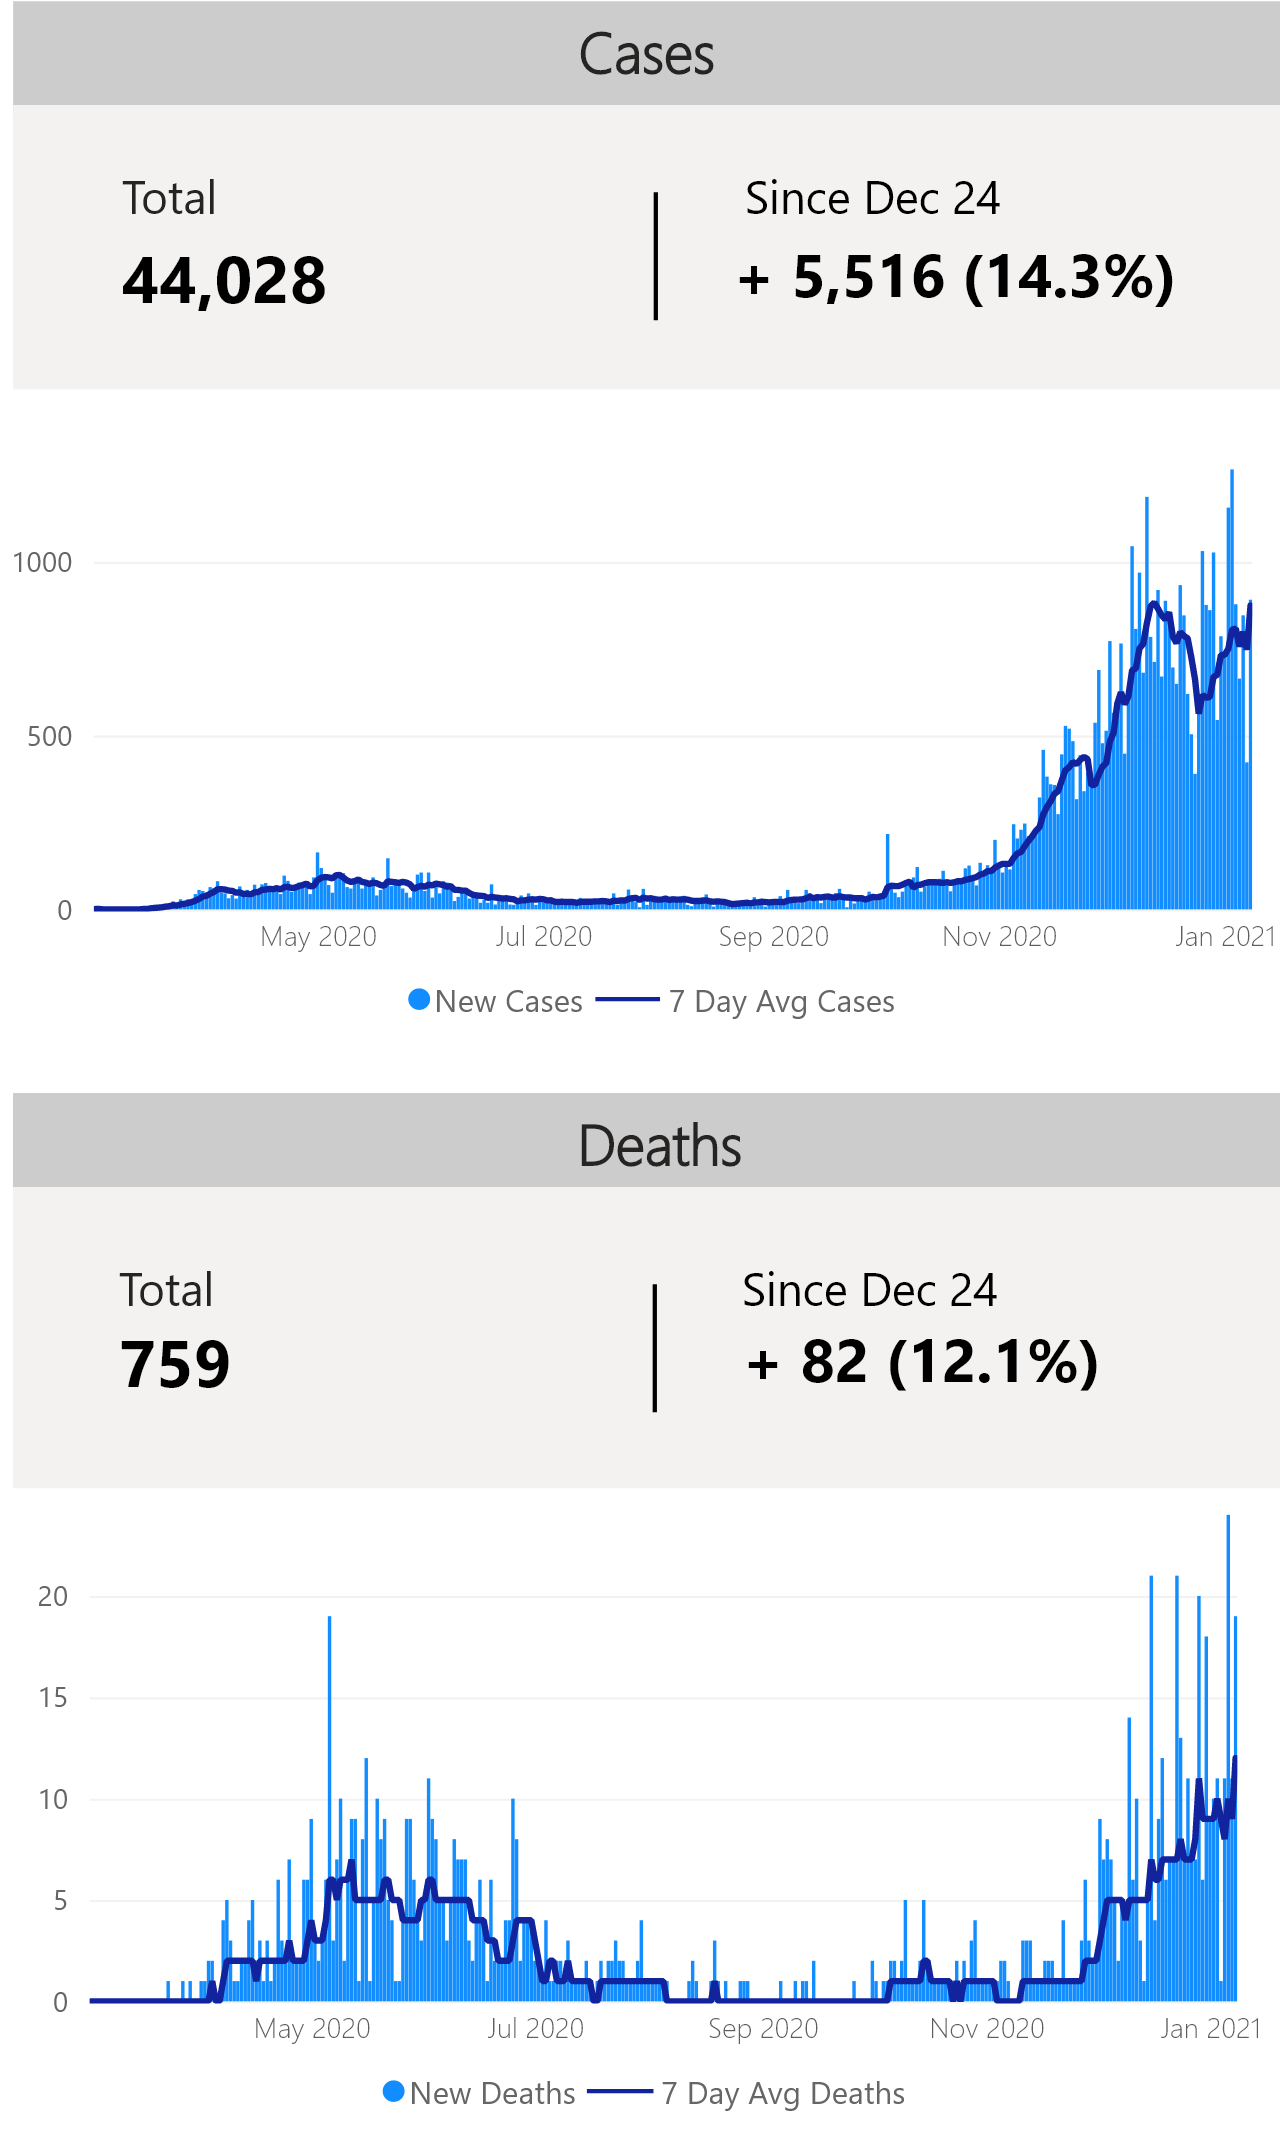 Cases
Total
Since Dec 24
44,028
+ 5,516 (14.3%)
1000
500
0
May 2020 Jul 2020 Sep 2020 Nov 2020 Jan 2021
New Cases 7 Day Avg Cases
Deaths
Total
Since Dec 24
759
+ 82 (12.1%)
20
15
10
5
0
May 2020 Jul 2020 Sep 2020 Nov 2020 Jan 2021
New Deaths 7 Day Avg Deaths